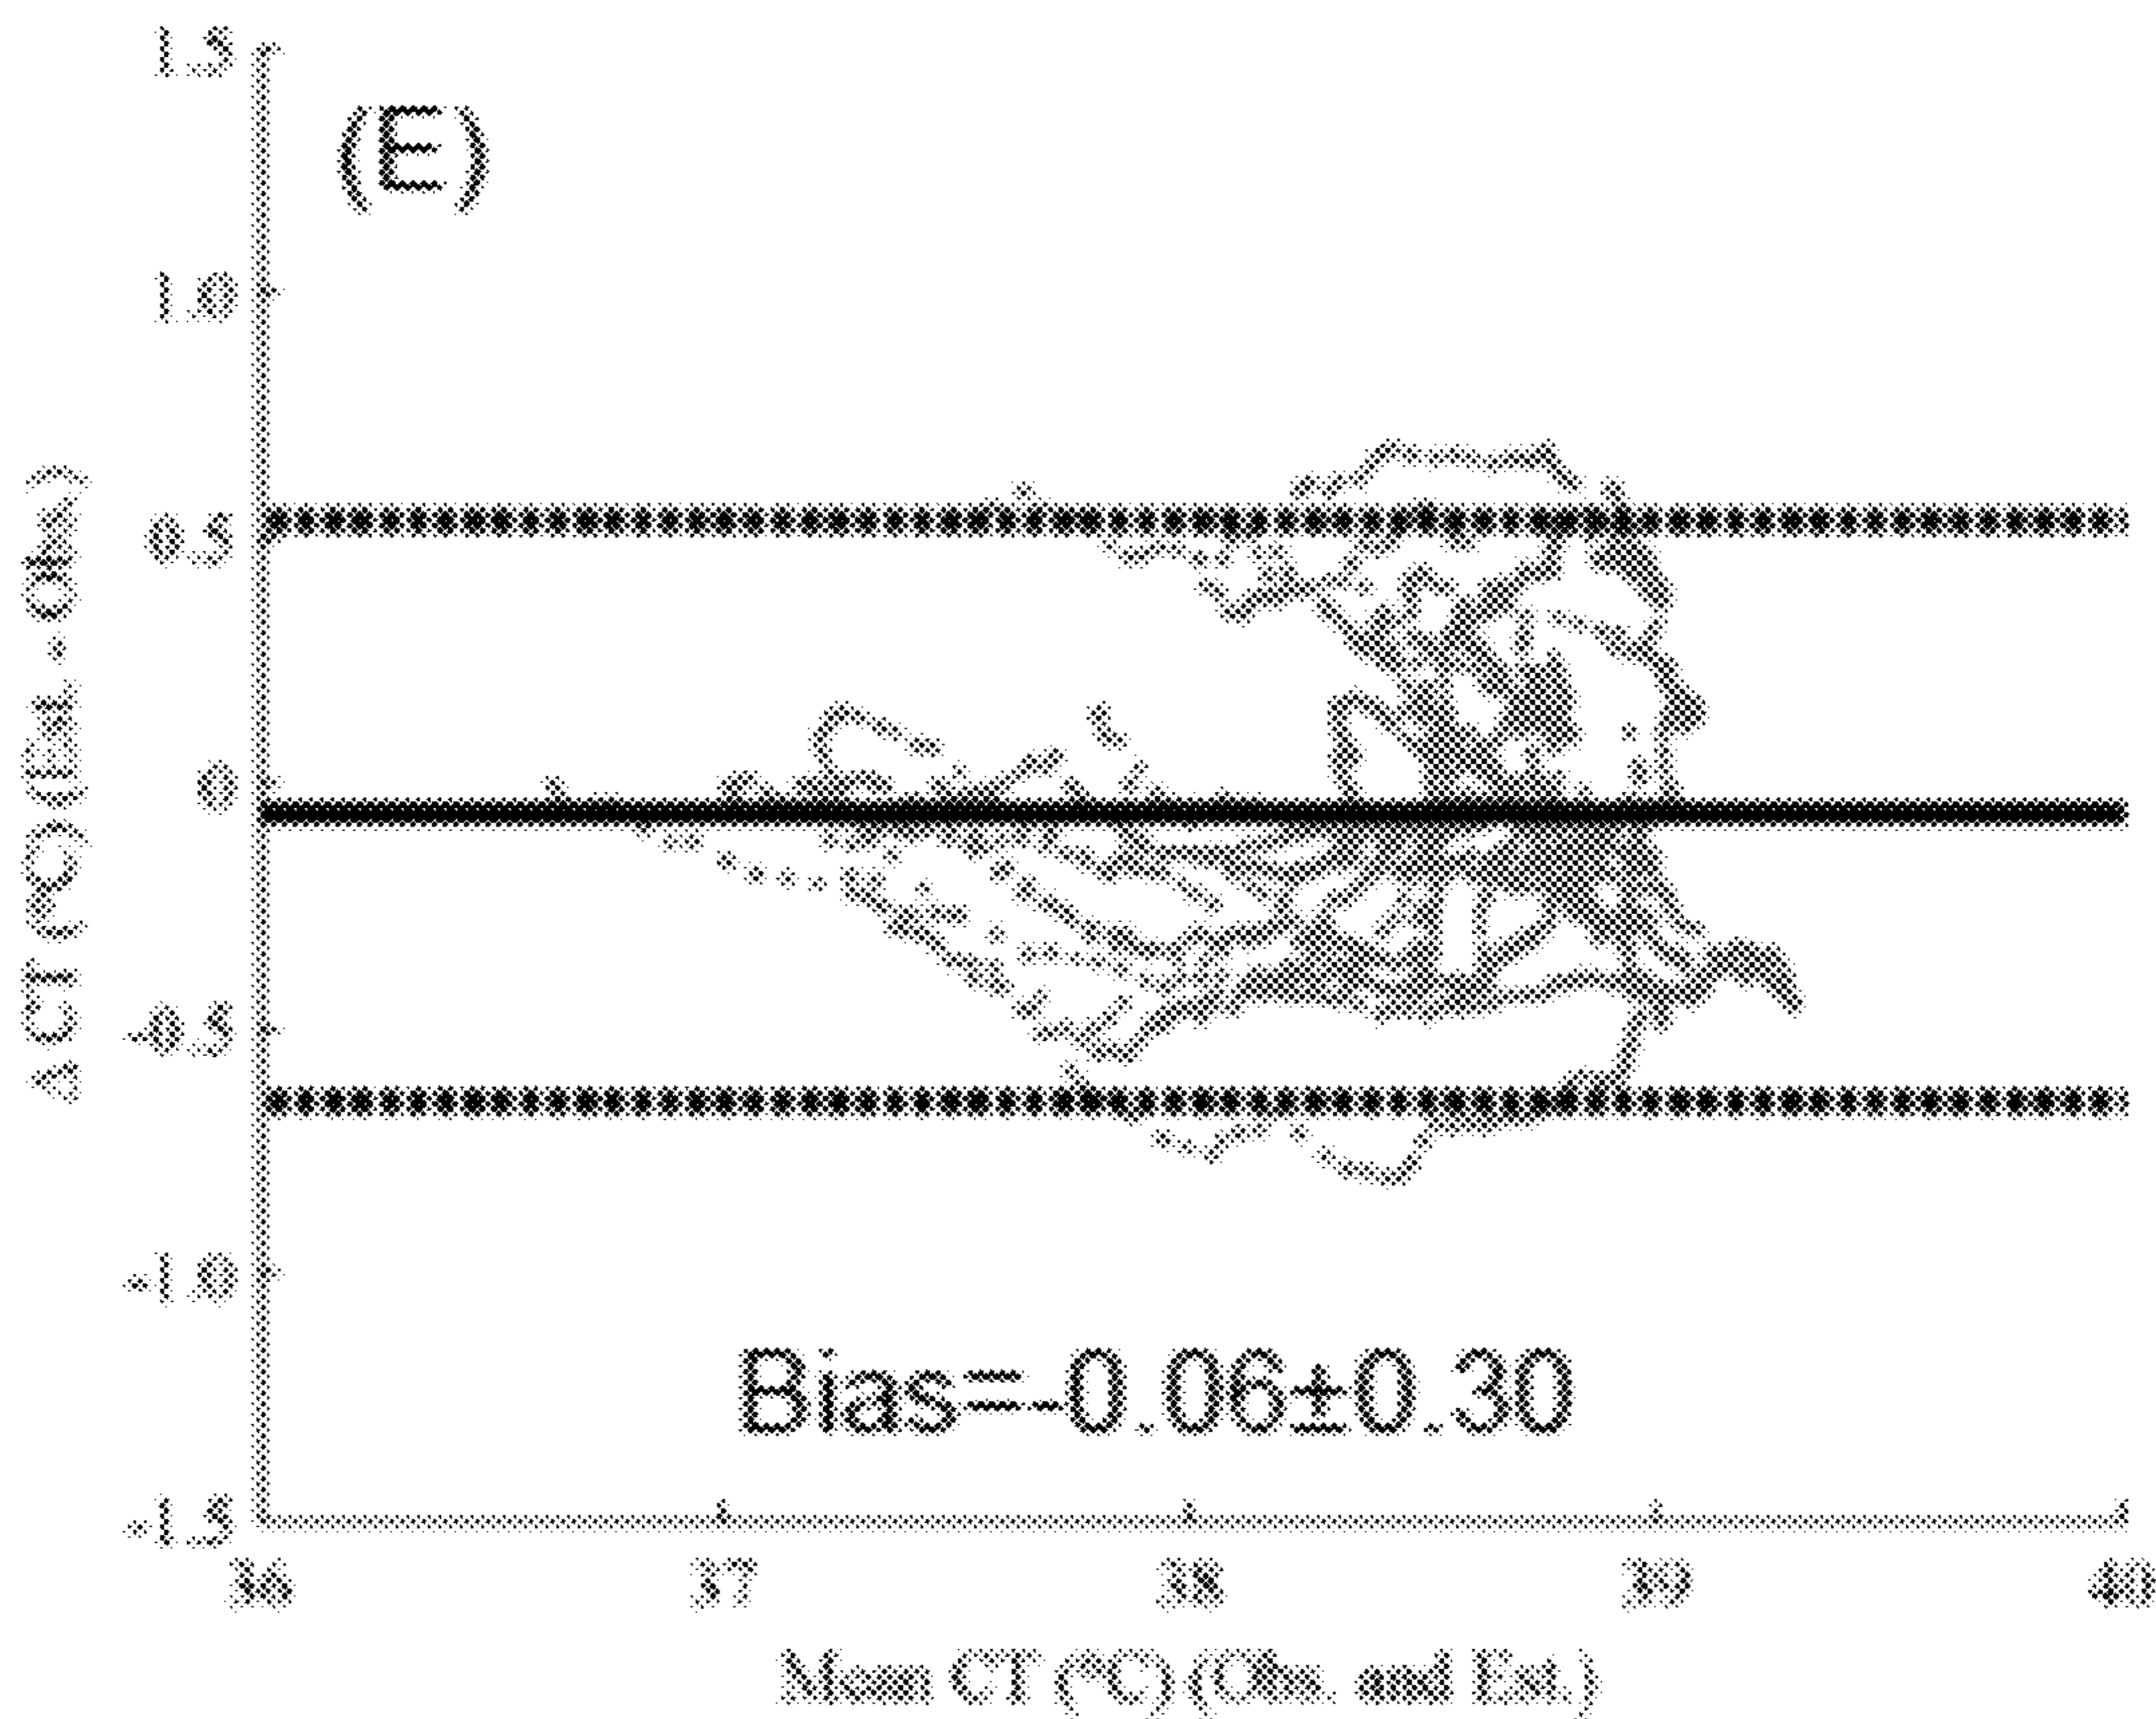 1.5
(E)
1.0
0.5
0
-0.5
-1.0
-1.5
Δ CT (°C) (Est. - Obs.)
Bias=-0.06±0.30
36 37 38 39 40
Mean CT (°C) (Obs. and Est.)